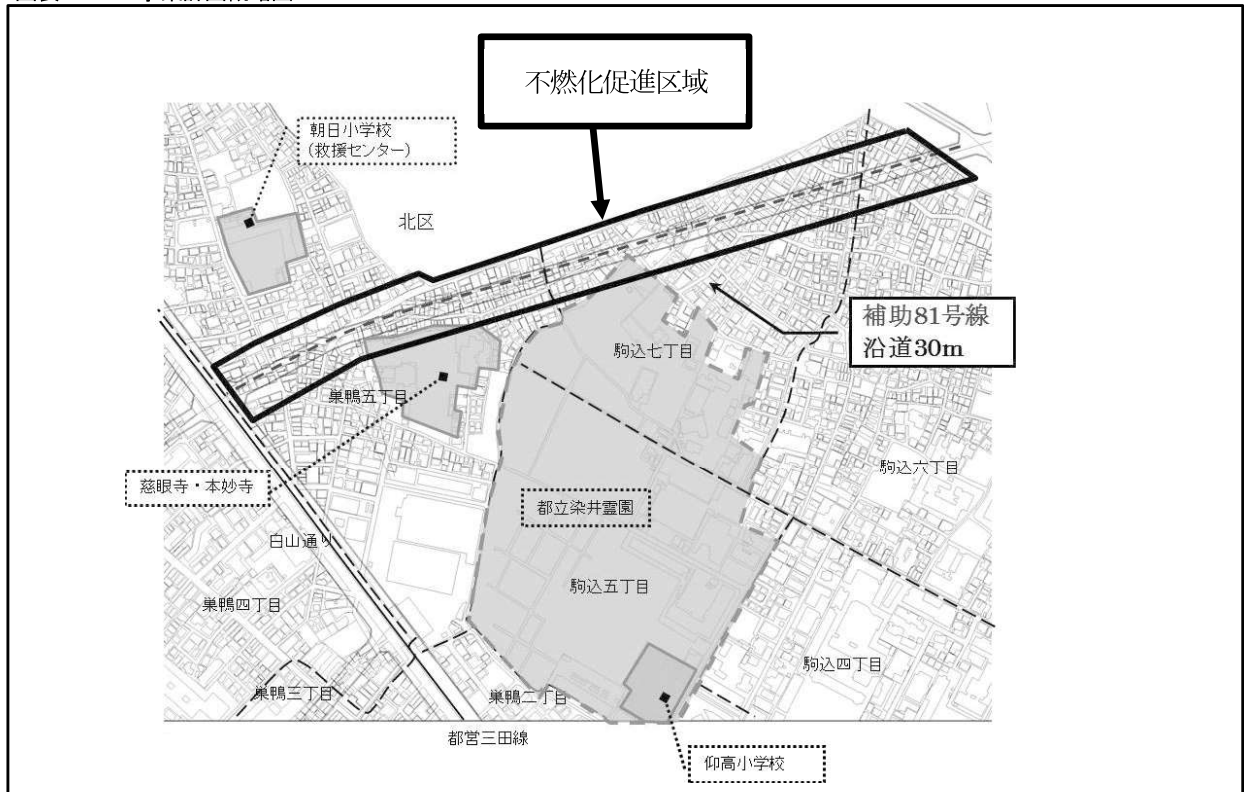 不燃化促進区域
朝日小学校
(救援センター)
北区
補助81号線
沿道30m
駒込七丁目
巣鴨五丁目
駒込六丁目
慈眼寺・本妙寺
都立染井霊園
白山通り
駒込五丁目
巣鴨四丁目
駒込四丁目
巣鴨三丁目
巣鴨二丁目
都営三田線
仰高小学校